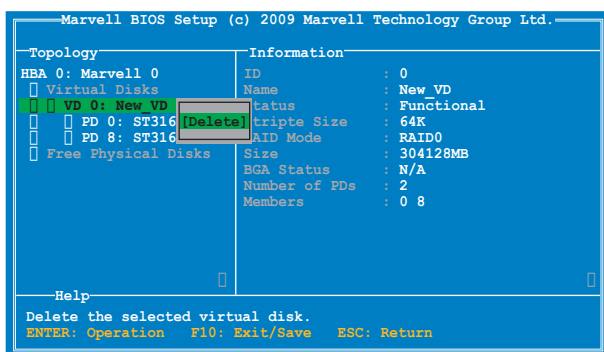 Marvell BIOS Setup (c) 2009 Marvell Technology Group Ltd.
Topology
HBA 0: Marvell 0
Virtual Disks
VD 0: New_VD
PD 0: ST316
PD 8: ST316
Free Physical Disks
[Delete]
Information
ID : 0
Name : New_VD
tatus : Functional
tripte Size : 64K
AID Mode : RAID0
Size : 304128MB
BGA Status : N/A
Number of PDs : 2
Members : 0 8
Help
Delete the selected virtual disk.
ENTER: Operation F10: Exit/Save ESC: Return